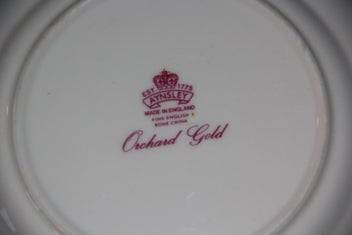 EST 1775
AYNSLEY
MADE IN ENGLAND
FINE ENGLISH
BONE CHINA
Orchard Gold